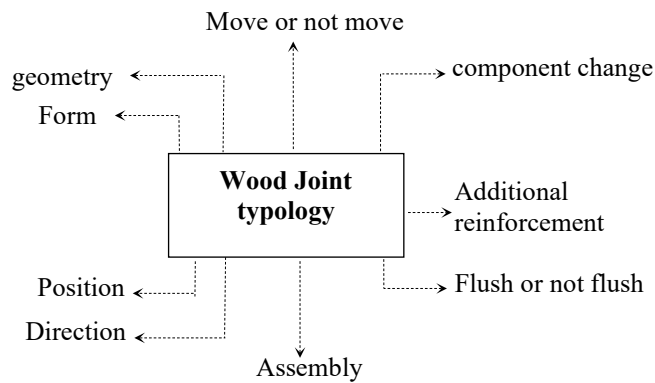 Move or not move
geometry
component change
Form
Wood Joint
typology
Additional
reinforcement
Position
Flush or not flush
Direction
Assembly